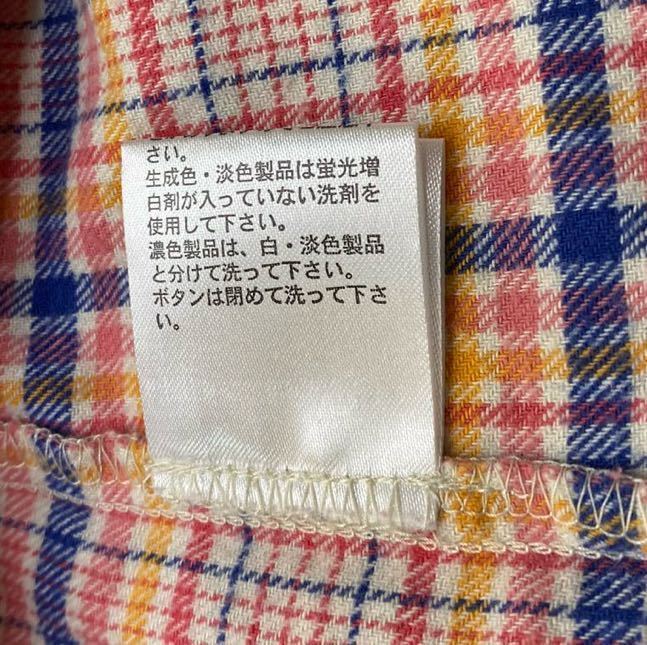 さい。
生成色・淡色製品は蛍光増
白剤が入っていない洗剤を
使用して下さい。
濃色製品は、白・淡色製品
と分けて洗って下さい。
ボタンは閉めて洗って下さ
い。